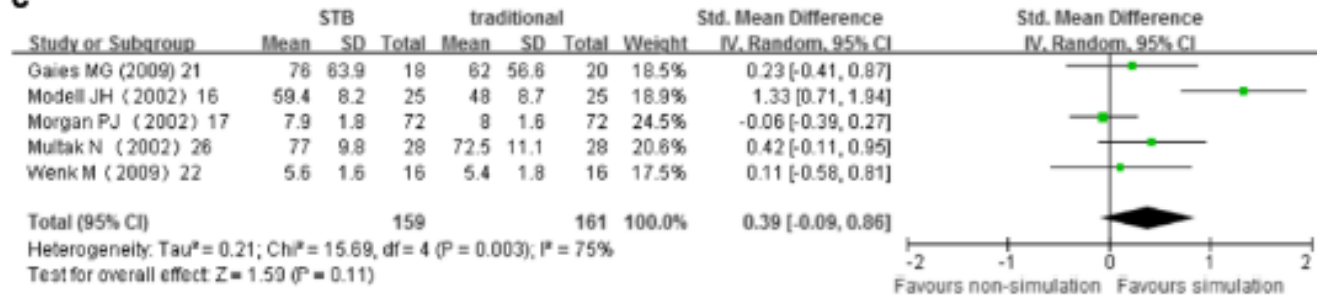 STB traditional Std. Mean Difference Std. Mean Difference
Study or Subgroup Mean SD Total Mean SD Total Weight IV, Random, 95% CI IV, Random, 95% CI
Gaies MG (2009) 21 76 63.9 18 62 56.6 20 18.5% 0.23 [-0.41, 0.87]
Modell JH (2002) 16 59.4 8.2 25 48 8.7 25 18.9% 1.33 [0.71, 1.94]
Morgan PJ (2002) 17 7.9 1.8 72 8 1.6 72 24.5% -0.06 [-0.39, 0.27]
Multak N (2002) 26 77 9.8 28 72.5 11.1 28 20.6% 0.42 [-0.11, 0.95]
Wenk M (2009) 22 5.6 1.6 16 5.4 1.8 16 17.5% 0.11 [-0.58, 0.81]
Total (95% CI) 159 161 100.0% 0.39 [-0.09, 0.86]
Heterogeneity: Tau² = 0.21; Chi² = 15.69, df = 4 (P = 0.003); I² = 75%
Test for overall effect: Z = 1.59 (P = 0.11)
-2 -1 0 1 2
Favours non-simulation Favours simulation